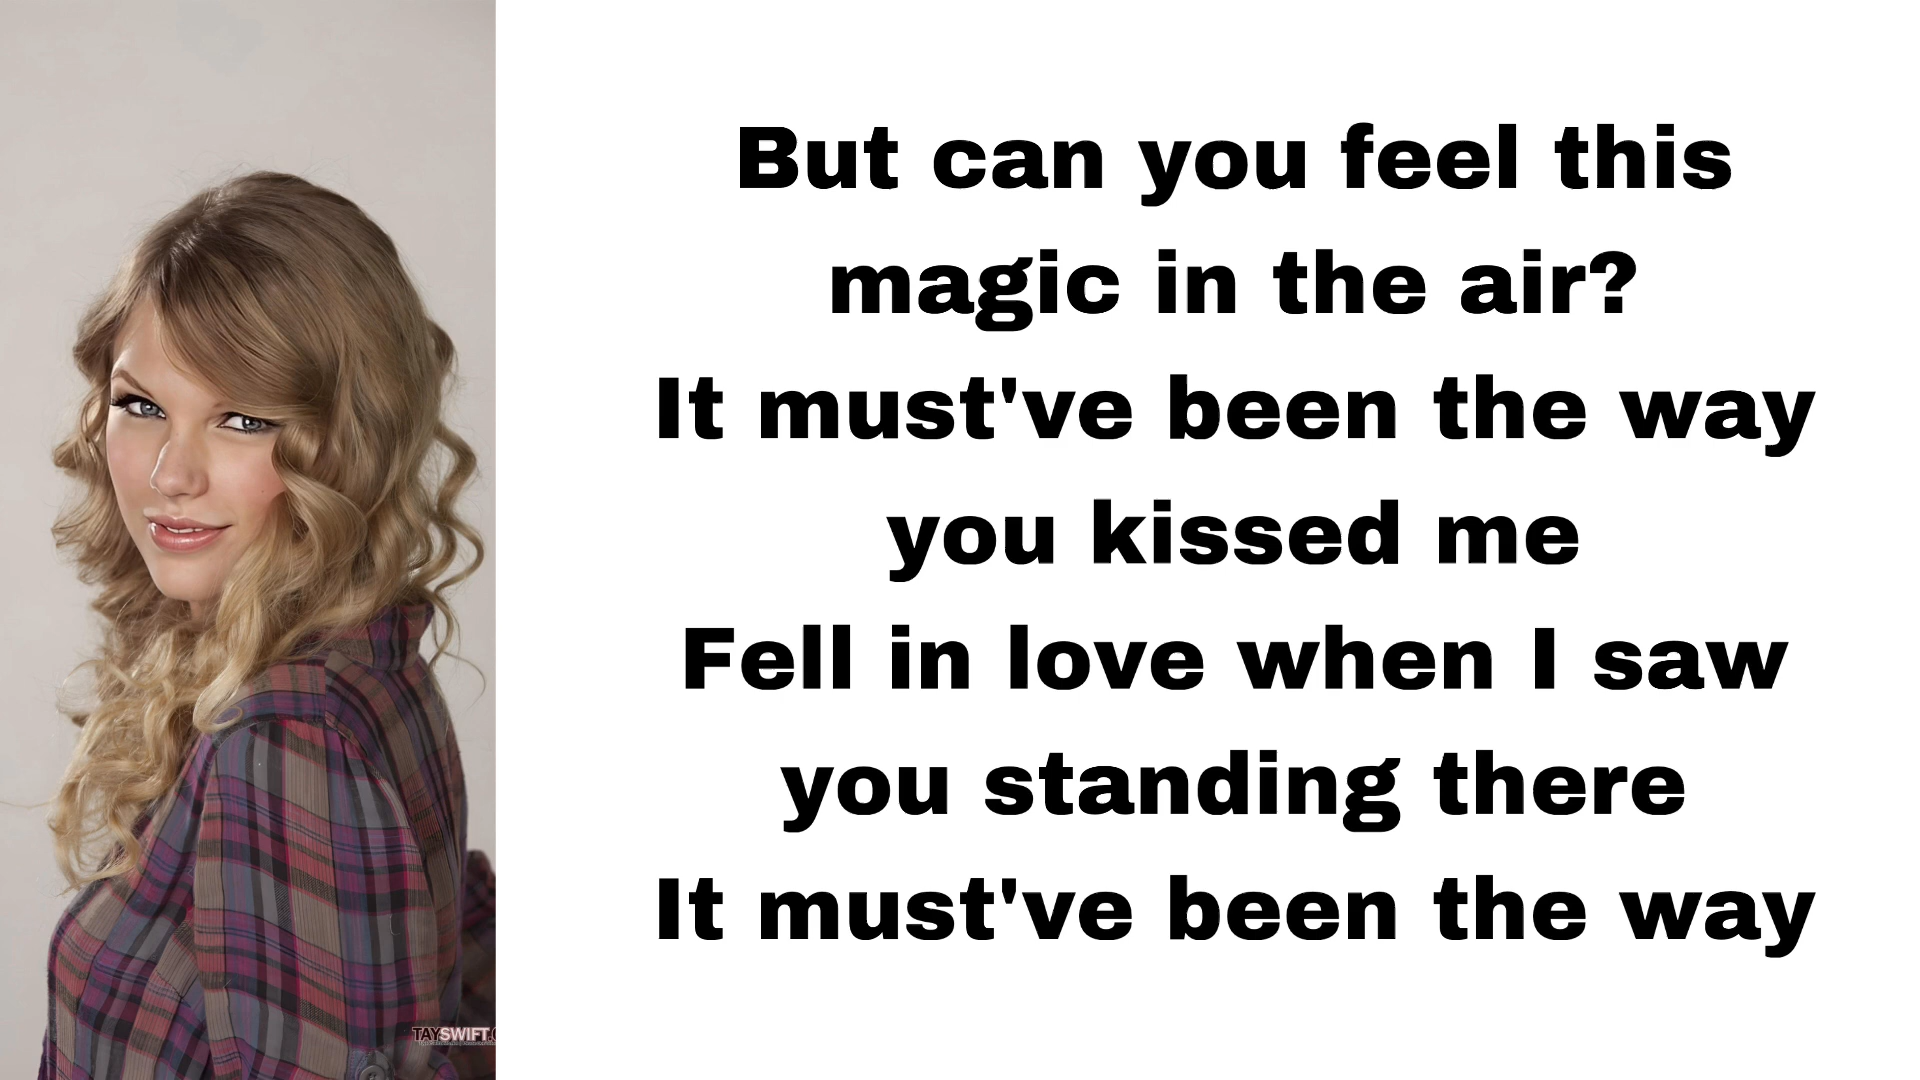 But can you feel this
magic in the air?
It must've been the way
you kissed me
Fell in love when I saw
you standing there
It must've been the way
TAYSWIFT.